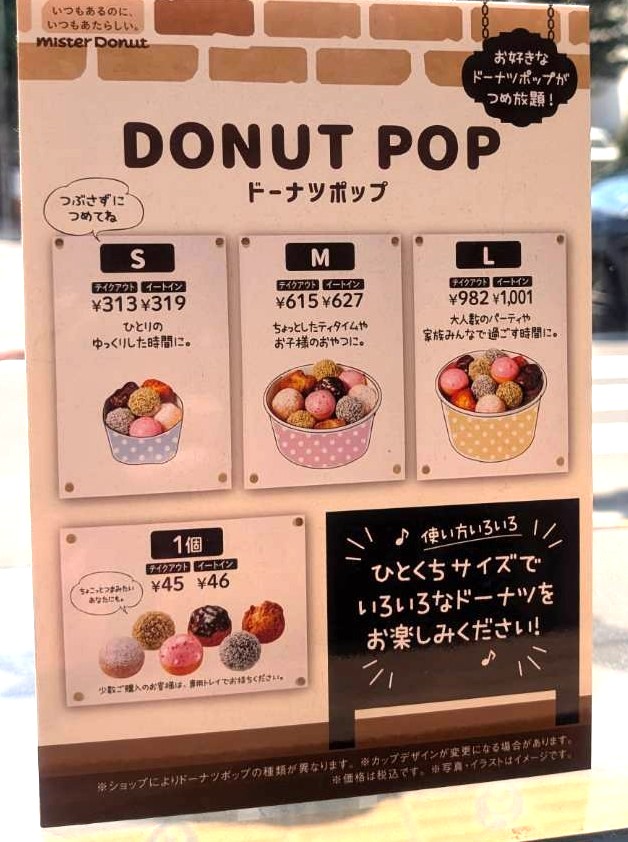 いつもあるのに、
いつもあたらしい。
mister Donut
お好きな
ドーナツポップが
つめ放題!
DONUT POP
ドーナツポップ
つぶさずに
つめてね
S
テイクアウト イートイン
¥313 ¥319
ひとりの
ゆっくりした時間に。
M
テイクアウト イートイン
¥615 ¥627
ちょっとしたティタイムや
お子様のおやつに。
L
テイクアウト イートイン
¥982 ¥1,001
大人数のパーティや
家族みんなで過ごす時間に。
1個
テイクアウト イートイン
¥45 ¥46
ちょこっとつまみたい
あなたにも。
少数ご購入のお客様は、専用トレイでお持ちください。
使い方いろいろ
ひとくちサイズで
いろいろなドーナツを
お楽しみください!
※ショップによりドーナツポップの種類が異なります。※カップデザインが変更になる場合があります。
※価格は税込です。※写真・イラストはイメージです。